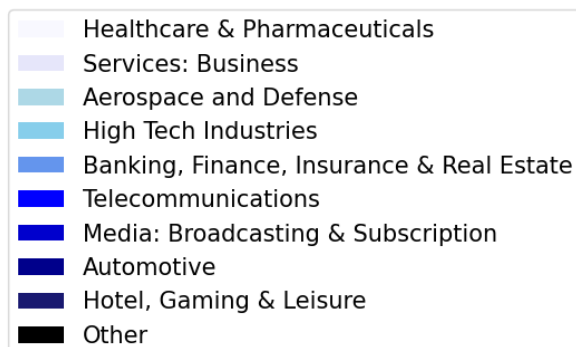 Healthcare & Pharmaceuticals
Services: Business
Aerospace and Defense
High Tech Industries
Banking, Finance, Insurance & Real Estate
Telecommunications
Media: Broadcasting & Subscription
Automotive
Hotel, Gaming & Leisure
Other